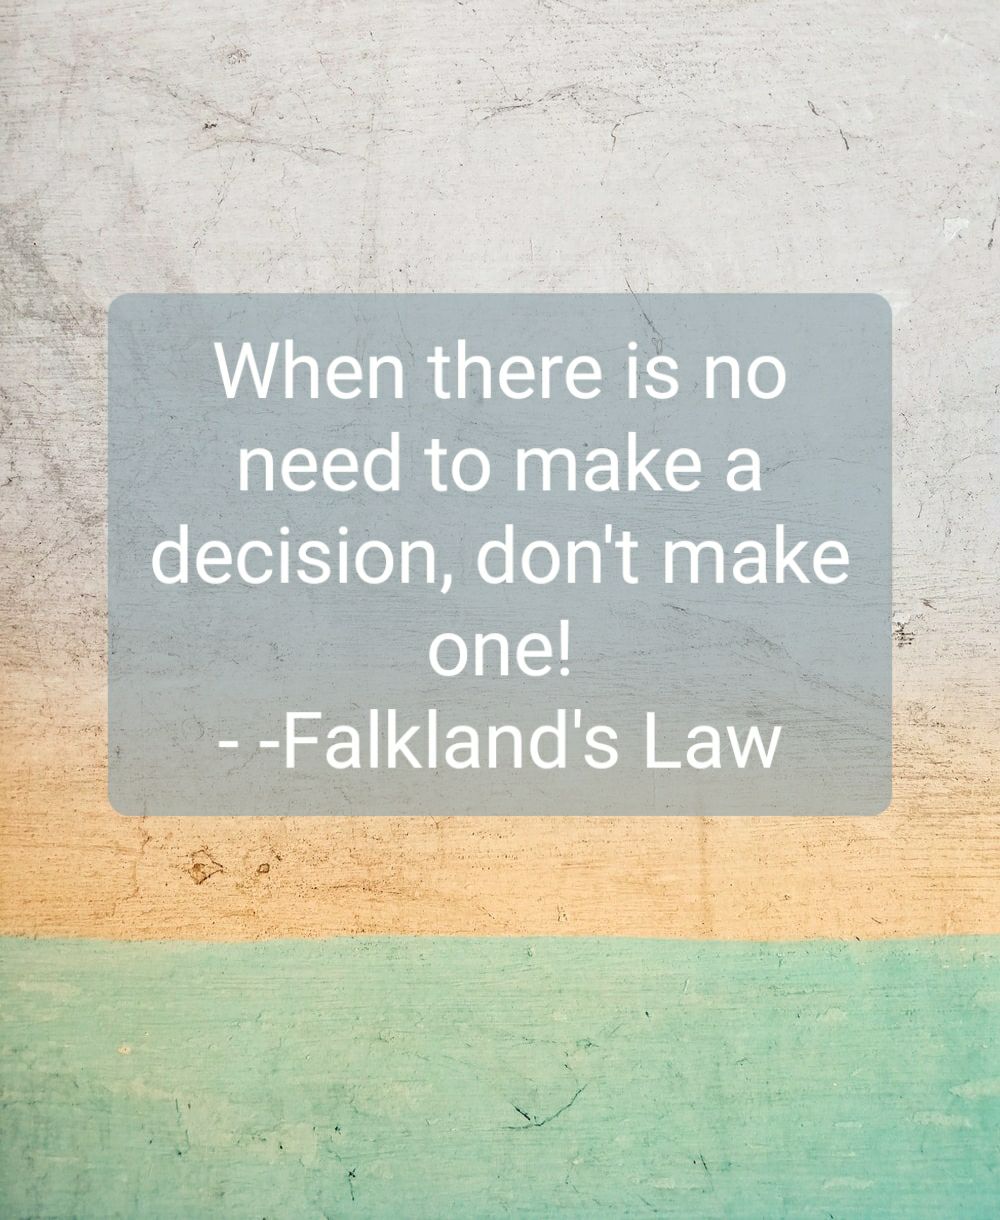 When there is no
need to make a
decision, don't make
one!
- -Falkland's Law